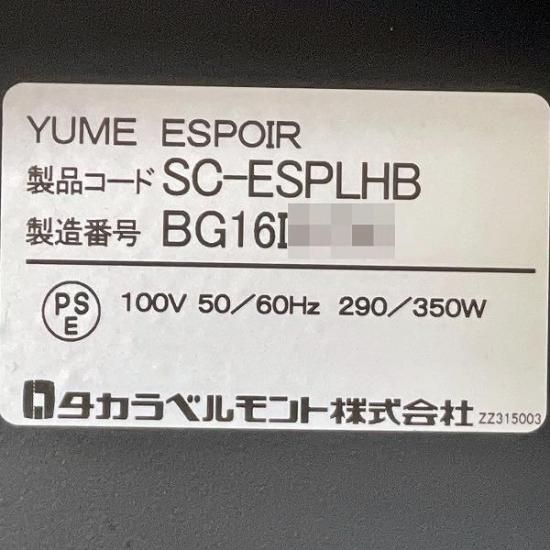 YUME ESPOIR
製品コード SC-ESPLHB
製造番号 BG16I
PSE 100V 50/60Hz 290/350W
タカラベルモント株式会社 ZZ315003